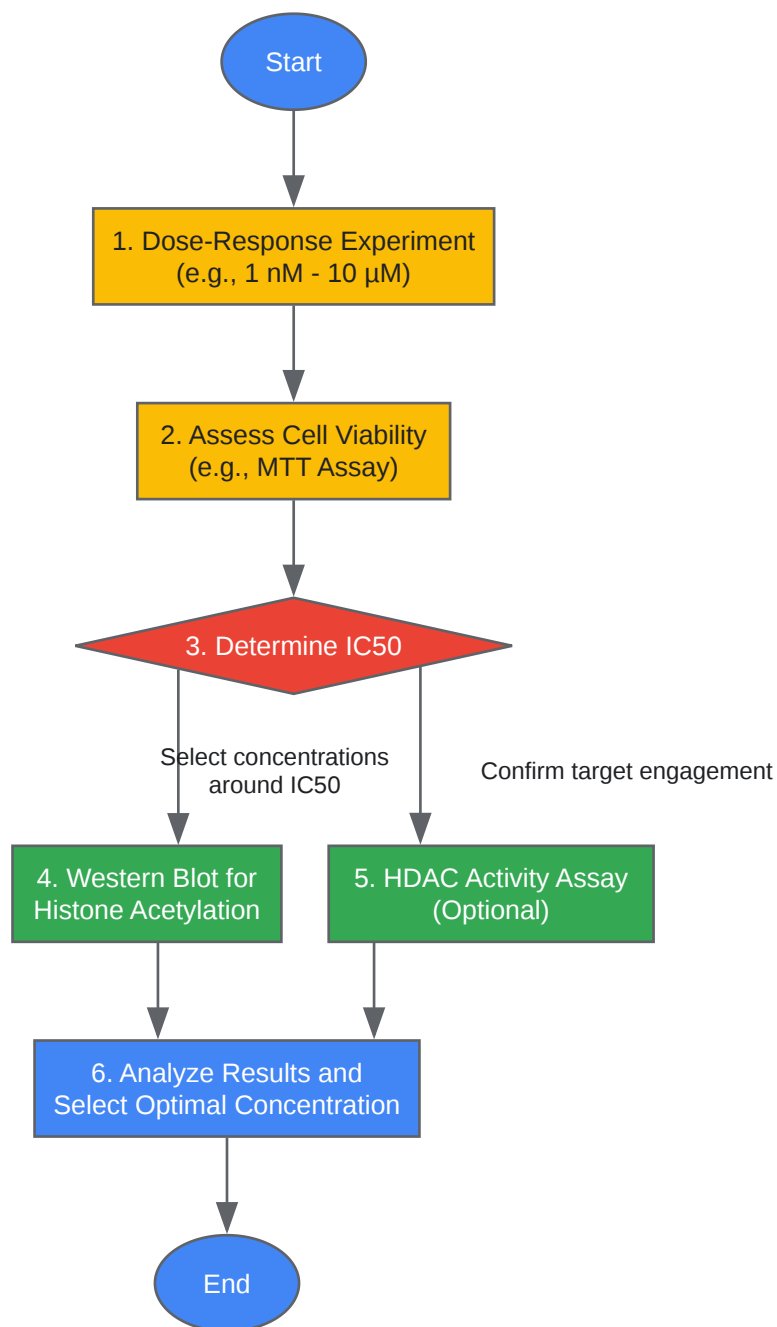 Start
1. Dose-Response Experiment
(e.g., 1 nM - 10 µM)
2. Assess Cell Viability
(e.g., MTT Assay)
3. Determine IC50
Select concentrations
around IC50
Confirm target engagement
4. Western Blot for
Histone Acetylation
5. HDAC Activity Assay
(Optional)
6. Analyze Results and
Select Optimal Concentration
End